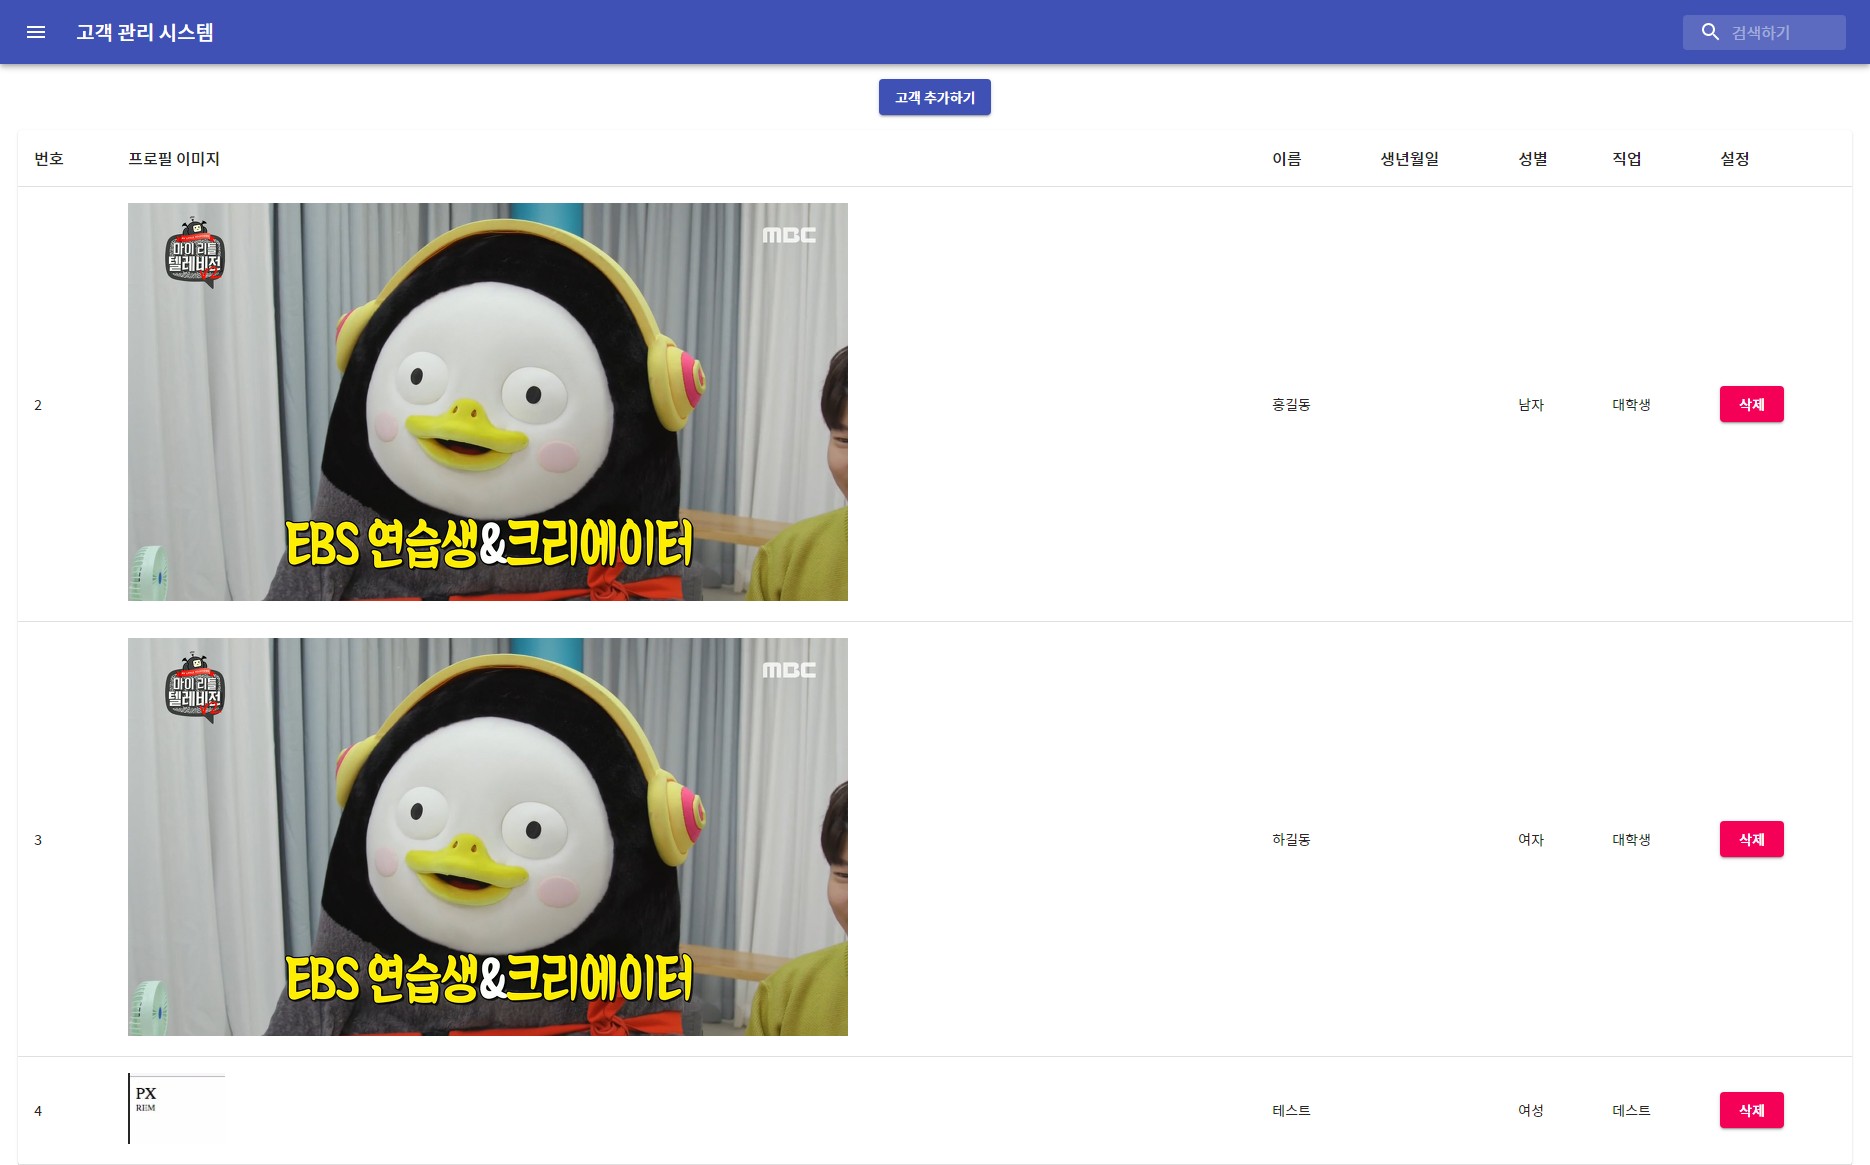 고객 관리 시스템
검색하기
고객 추가하기
번호 프로필 이미지 이름 생년월일 성별 직업 설정
마이 리틀
텔레비전
MBC
EBS 연습생&크리에이터
2 홍길동 남자 대학생 삭제
마이 리틀
텔레비전
MBC
EBS 연습생&크리에이터
3 하길동 여자 대학생 삭제
PX
REM
4 테스트 여성 데스트 삭제